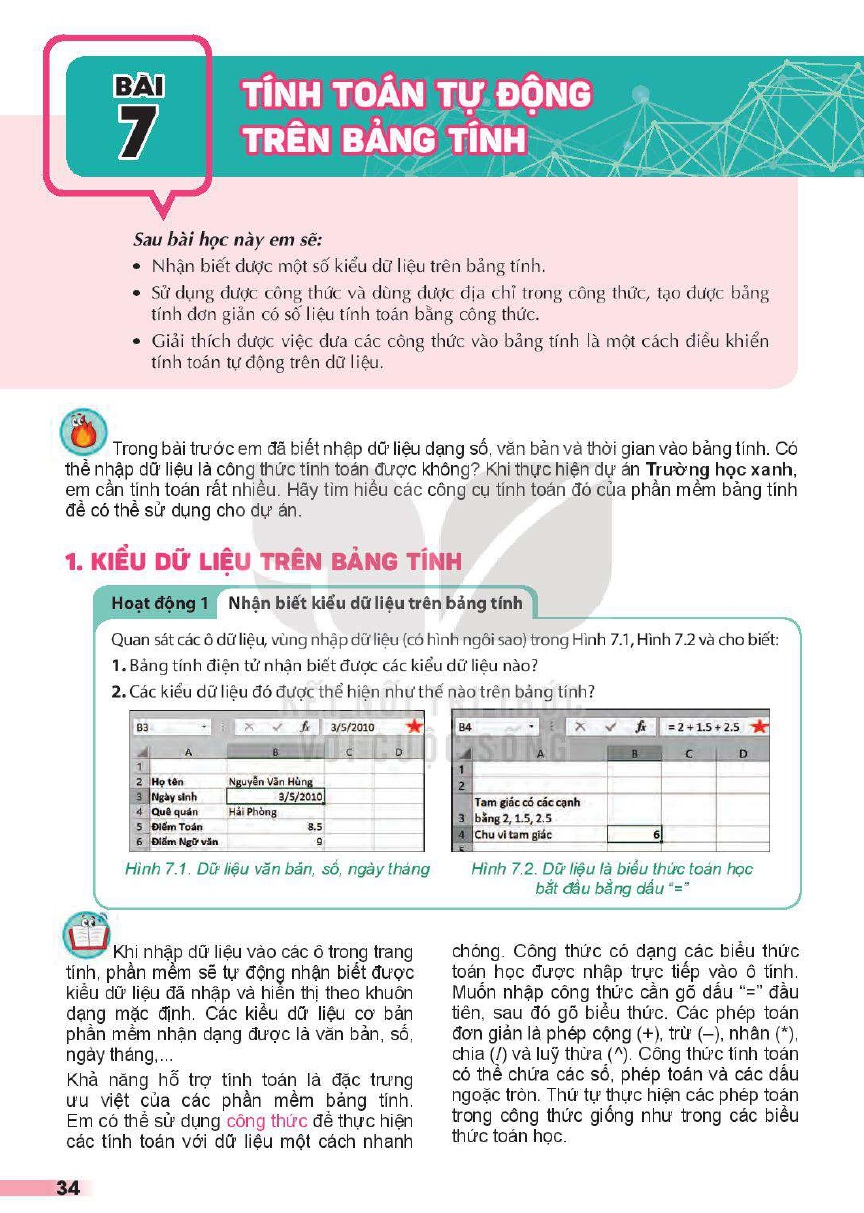 BÀI
7
TÍNH TOÁN TỰ ĐỘNG
TRÊN BẢNG TÍNH
Sau bài học này em sẽ:
• Nhận biết được một số kiểu dữ liệu trên bảng tính.
• Sử dụng được công thức và dùng được địa chỉ trong công thức, tạo được bảng
tính đơn giản có số liệu tính toán bằng công thức.
• Giải thích được việc đưa các công thức vào bảng tính là một cách điều khiển
tính toán tự động trên dữ liệu.
Trong bài trước em đã biết nhập dữ liệu dạng số, văn bản và thời gian vào bảng tính. Có
thể nhập dữ liệu là công thức tính toán được không? Khi thực hiện dự án Trường học xanh,
em cần tính toán rất nhiều. Hãy tìm hiểu các công cụ tính toán đó của phần mềm bảng tính
để có thể sử dụng cho dự án.
1. KIỂU DỮ LIỆU TRÊN BẢNG TÍNH
Hoạt động 1 Nhận biết kiểu dữ liệu trên bảng tính
Quan sát các ô dữ liệu, vùng nhập dữ liệu (có hình ngôi sao) trong Hình 7.1, Hình 7.2 và cho biết:
1. Bảng tính điện tử nhận biết được các kiểu dữ liệu nào?
2. Các kiểu dữ liệu đó được thể hiện như thế nào trên bảng tính?
KẾT NỐI TRI THỨC
VỚI CUỘC SỐNG
B3 fx 3/5/2010
A B C D
1
2 Họ tên Nguyễn Văn Hùng
3 Ngày sinh 3/5/2010
4 Quê quán Hải Phòng
5 Điểm Toán 8.5
6 Điểm Ngữ văn 9
Hình 7.1. Dữ liệu văn bản, số, ngày tháng
B4 fx = 2 + 1.5 + 2.5
A B C D
1
2
Tam giác có các cạnh
3 bằng 2, 1.5, 2.5
4 Chu vi tam giác 6
5
Hình 7.2. Dữ liệu là biểu thức toán học
bắt đầu bằng dấu “=”
Khi nhập dữ liệu vào các ô trong trang
tính, phần mềm sẽ tự động nhận biết được
kiểu dữ liệu đã nhập và hiển thị theo khuôn
dạng mặc định. Các kiểu dữ liệu cơ bản
phần mềm nhận dạng được là văn bản, số,
ngày tháng,...
Khả năng hỗ trợ tính toán là đặc trưng
ưu việt của các phần mềm bảng tính.
Em có thể sử dụng công thức để thực hiện
các tính toán với dữ liệu một cách nhanh
chóng. Công thức có dạng các biểu thức
toán học được nhập trực tiếp vào ô tính.
Muốn nhập công thức cần gõ dấu “=” đầu
tiên, sau đó gõ biểu thức. Các phép toán
đơn giản là phép cộng (+), trừ (–), nhân (*),
chia (/) và luỹ thừa (^). Công thức tính toán
có thể chứa các số, phép toán và các dấu
ngoặc tròn. Thứ tự thực hiện các phép toán
trong công thức giống như trong các biểu
thức toán học.
34